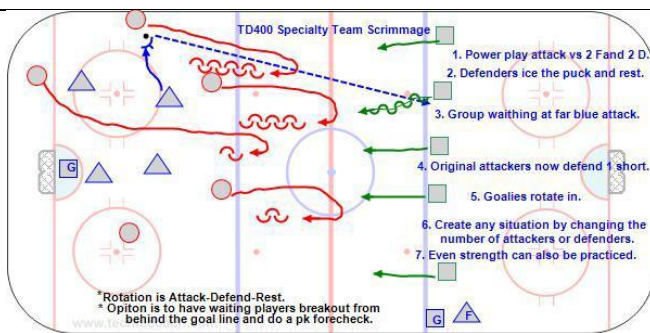 TD400 Specialty Team Scrimmage
1. Power play attack vs 2 Fand 2 D.
2. Defenders ice the puck and rest.
3. Group waithing at far blue attack.
4. Original attackers now defend 1 short.
5. Goalies rotate in.
6. Create any situation by changing the
number of attackers or defenders.
7. Even strength can also be practiced.
G
*Rotation is Attack-Defend-Rest.
* Opiton is to have waiting players breakout from
behind the goal line and do a pk forecheck.
G
F